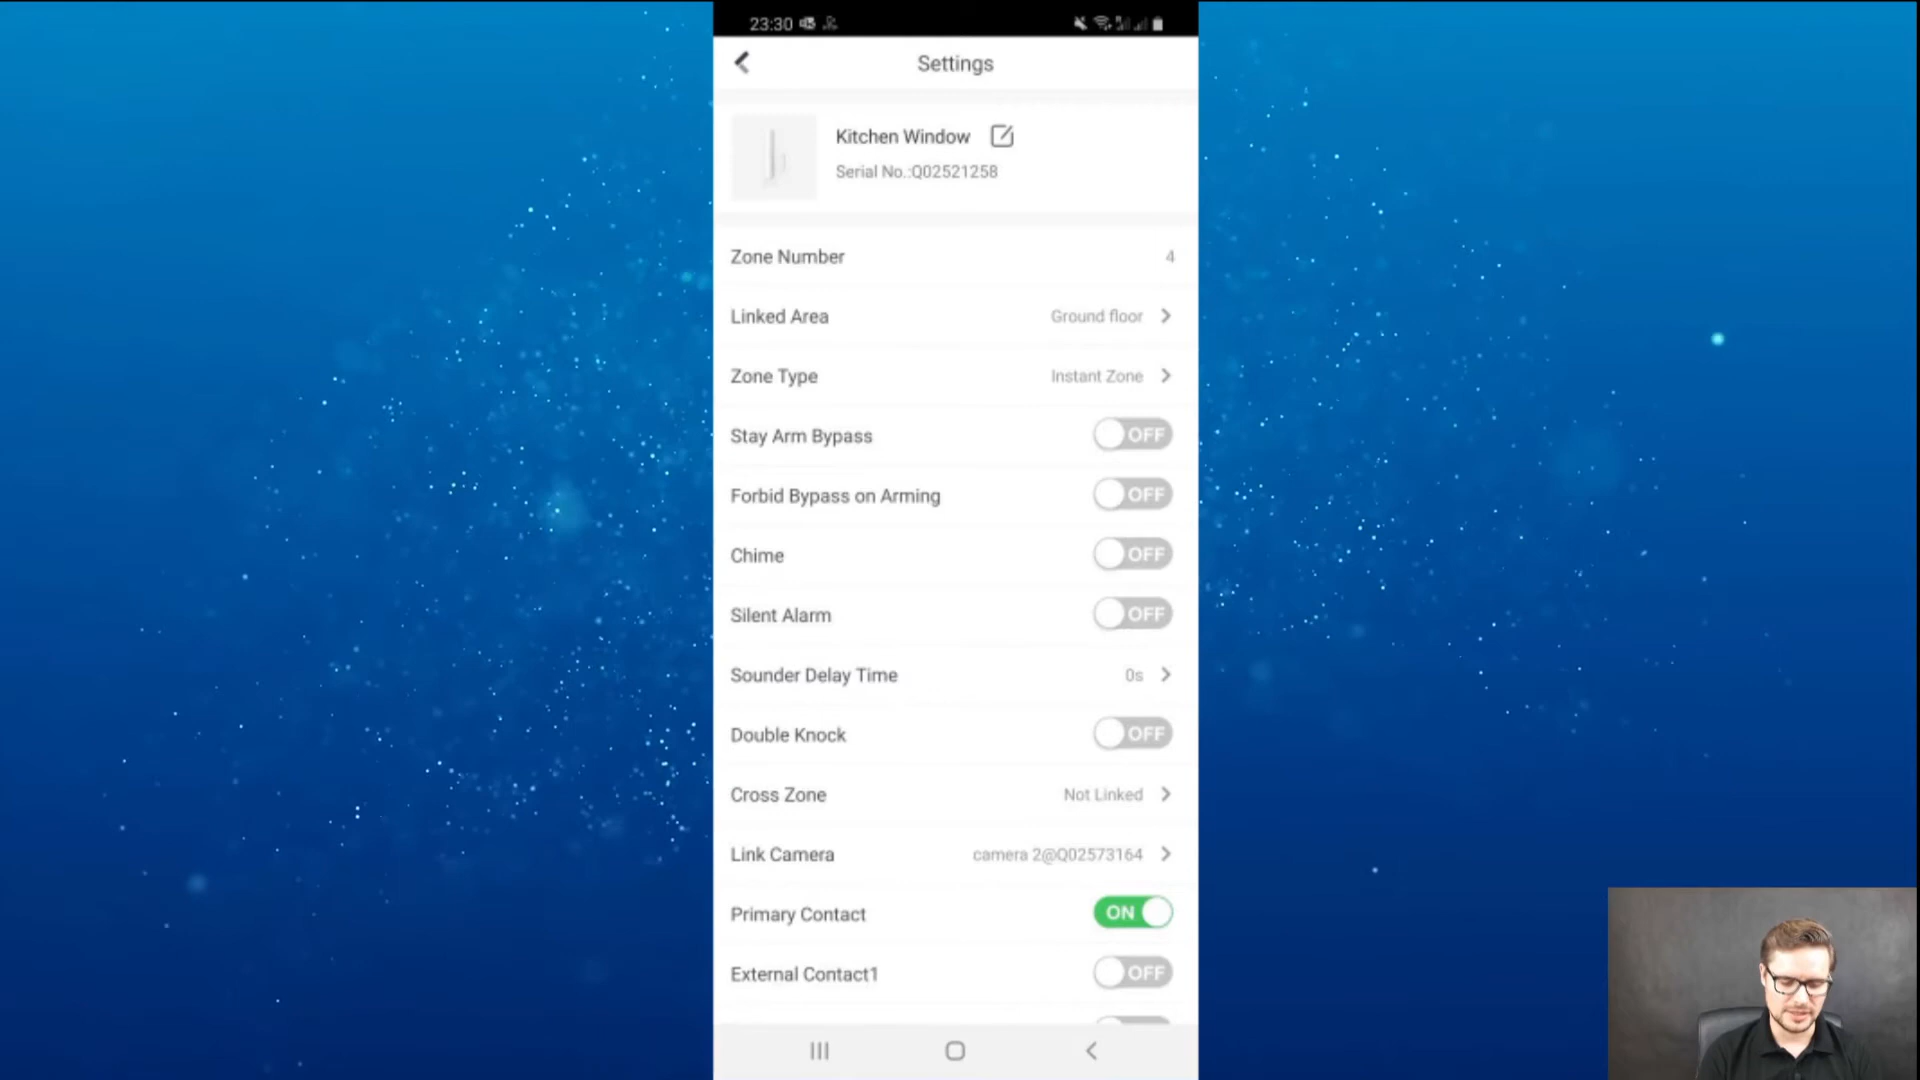 23:30
Settings
Kitchen Window
Serial No.:Q02521258
Zone Number 4
Linked Area Ground floor
Zone Type Instant Zone
Stay Arm Bypass OFF
Forbid Bypass on Arming OFF
Chime OFF
Silent Alarm OFF
Sounder Delay Time 0s
Double Knock OFF
Cross Zone Not Linked
Link Camera camera 2@Q02573164
Primary Contact ON
External Contact1 OFF